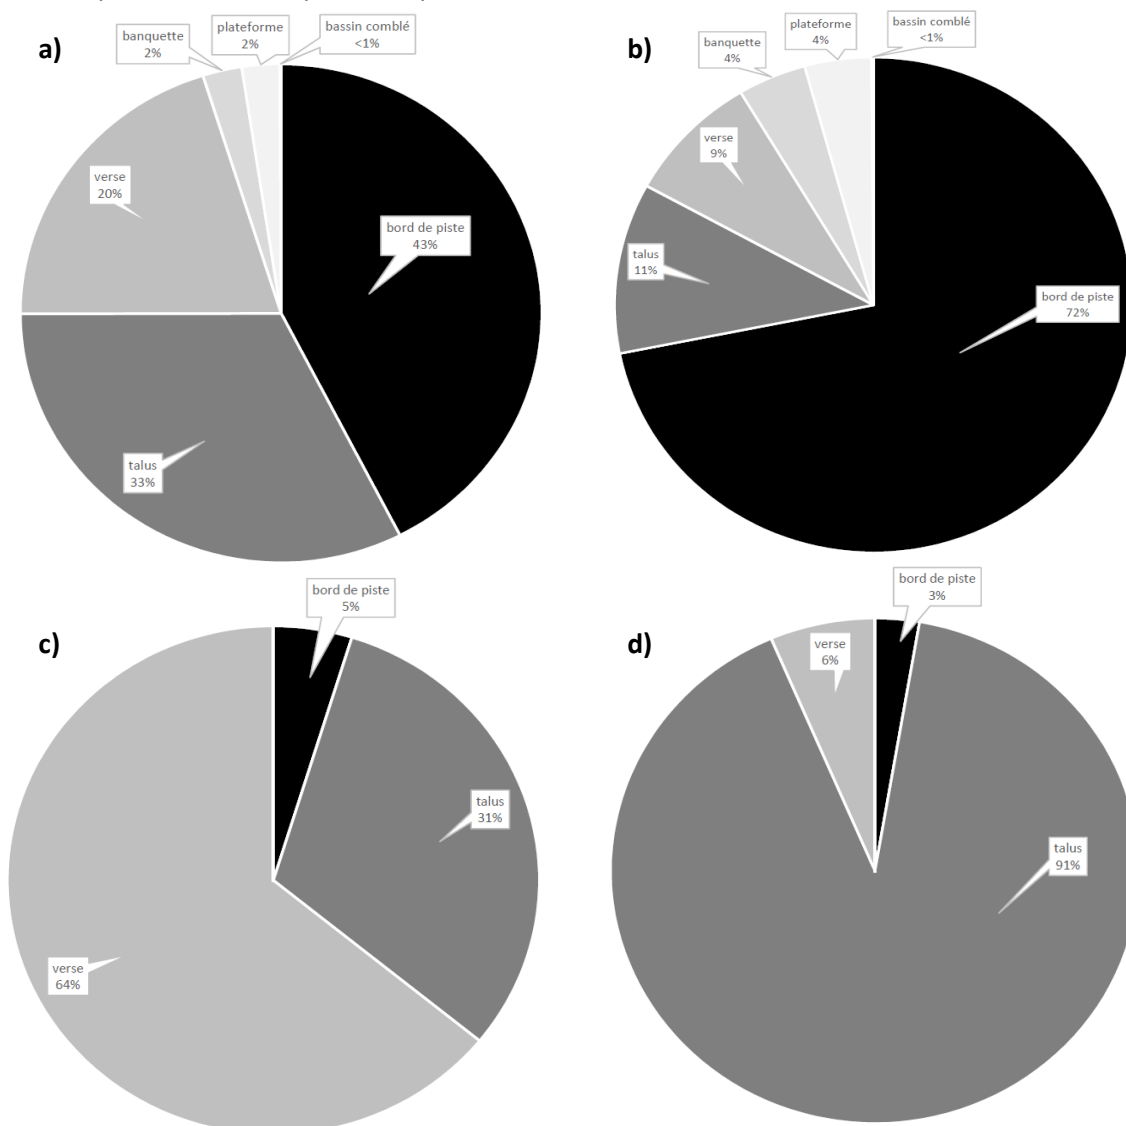 a)
banquette
2%
plateforme
2%
bassin comblé
<1%
verse
20%
bord de piste
43%
talus
33%
b)
banquette
4%
plateforme
4%
bassin comblé
<1%
verse
9%
talus
11%
bord de piste
72%
c)
bord de piste
5%
talus
31%
verse
64%
d)
bord de piste
3%
verse
6%
talus
91%